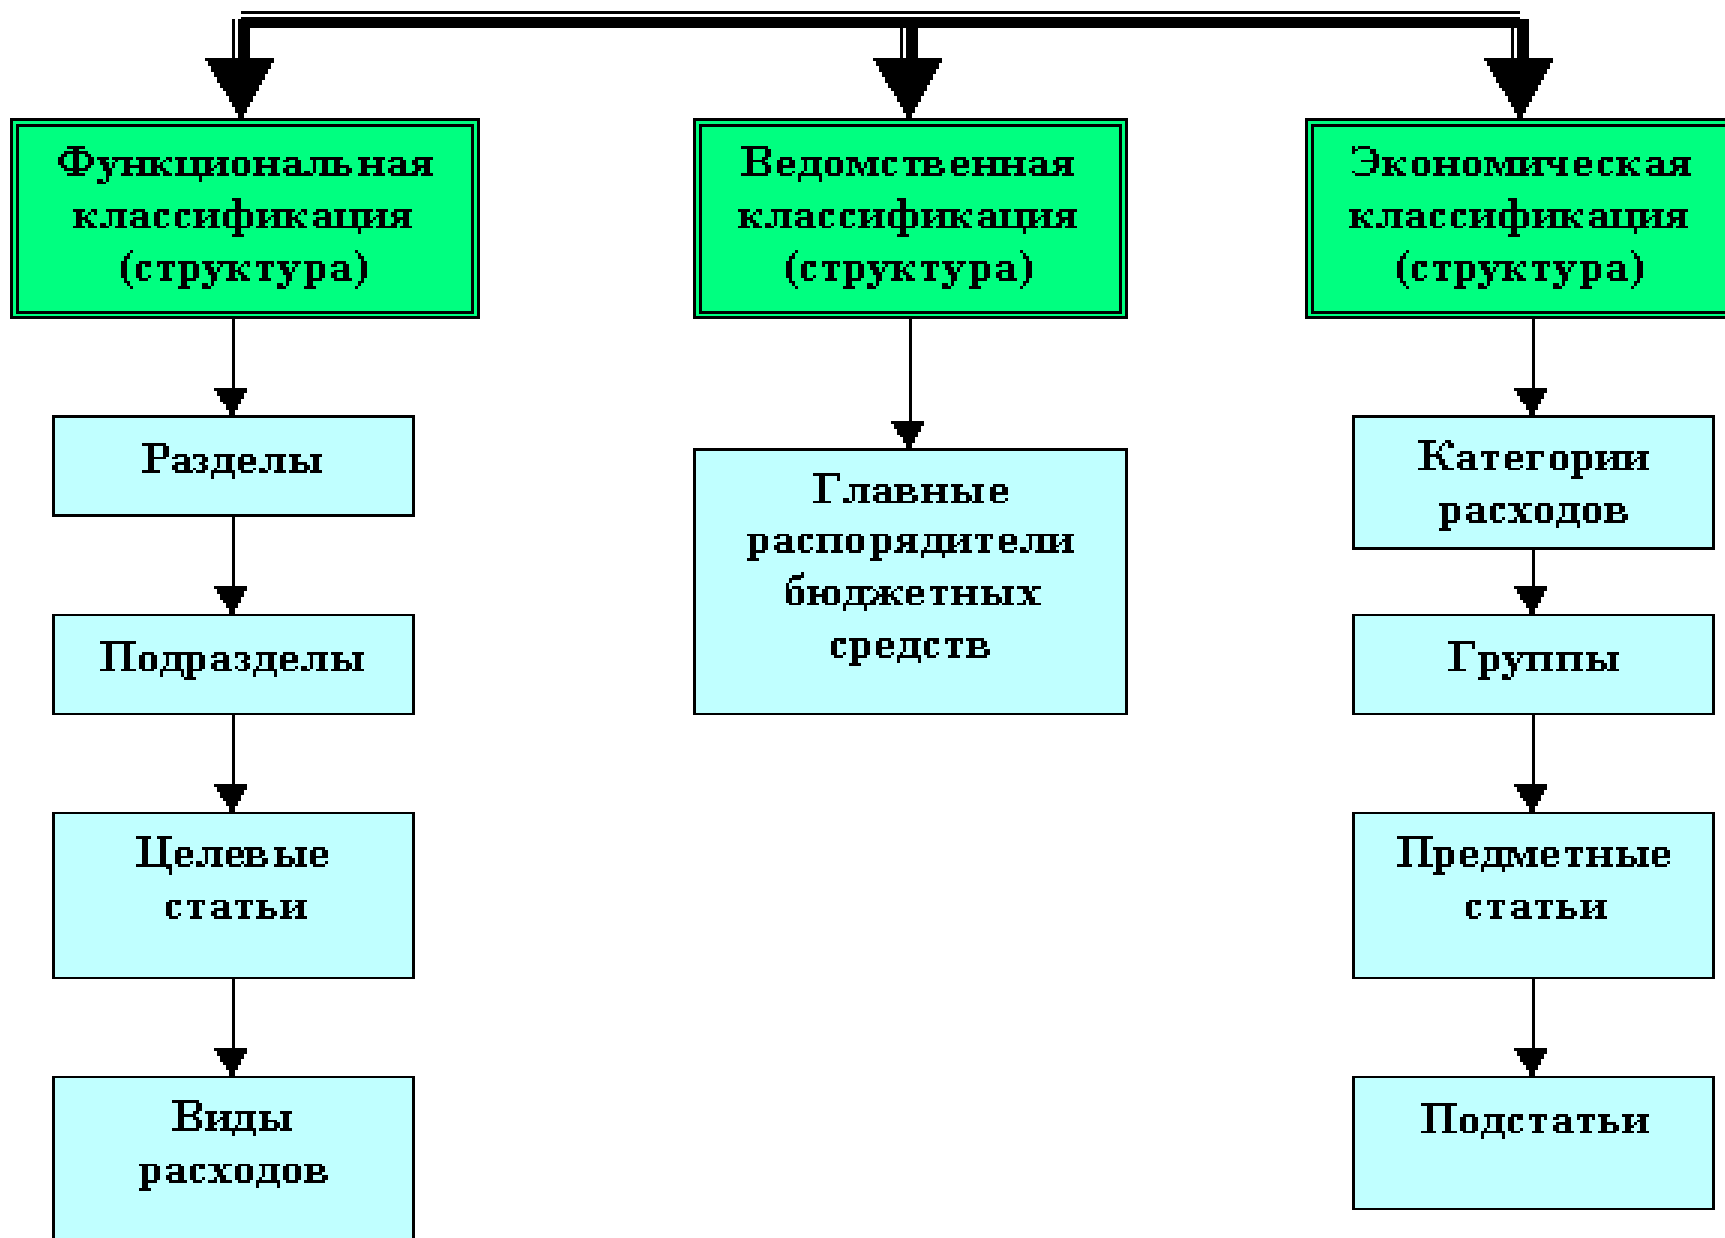 Функциональная
классификация
(структура)
Разделы
Подразделы
Целевые
статьи
Виды
расходов
Ведомственная
классификация
(структура)
Главные
распорядители
бюджетных
средств
Экономическая
классификация
(структура)
Категории
расходов
Группы
Предметные
статьи
Подстатьи